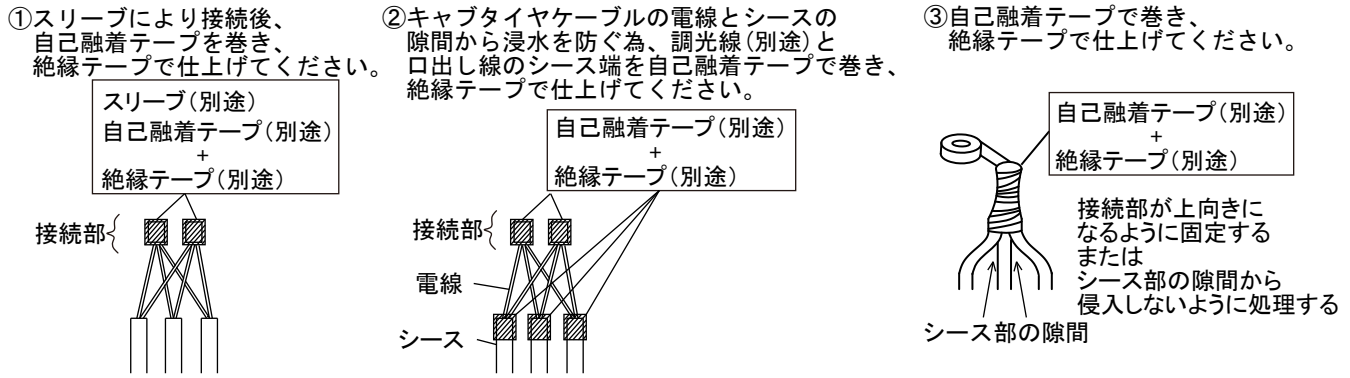 ①スリーブにより接続後、
自己融着テープを巻き、
絶縁テープで仕上げてください。
スリーブ(別途)
自己融着テープ(別途)
+
絶縁テープ(別途)
接続部
②キャブタイヤケーブルの電線とシースの
隙間から浸水を防ぐ為、調光線(別途)と
口出し線のシース端を自己融着テープで巻き、
絶縁テープで仕上げてください。
自己融着テープ(別途)
+
絶縁テープ(別途)
接続部
電線
シース
③自己融着テープで巻き、
絶縁テープで仕上げてください。
自己融着テープ(別途)
+
絶縁テープ(別途)
接続部が上向きに
なるように固定する
または
シース部の隙間から
侵入しないように処理する
シース部の隙間